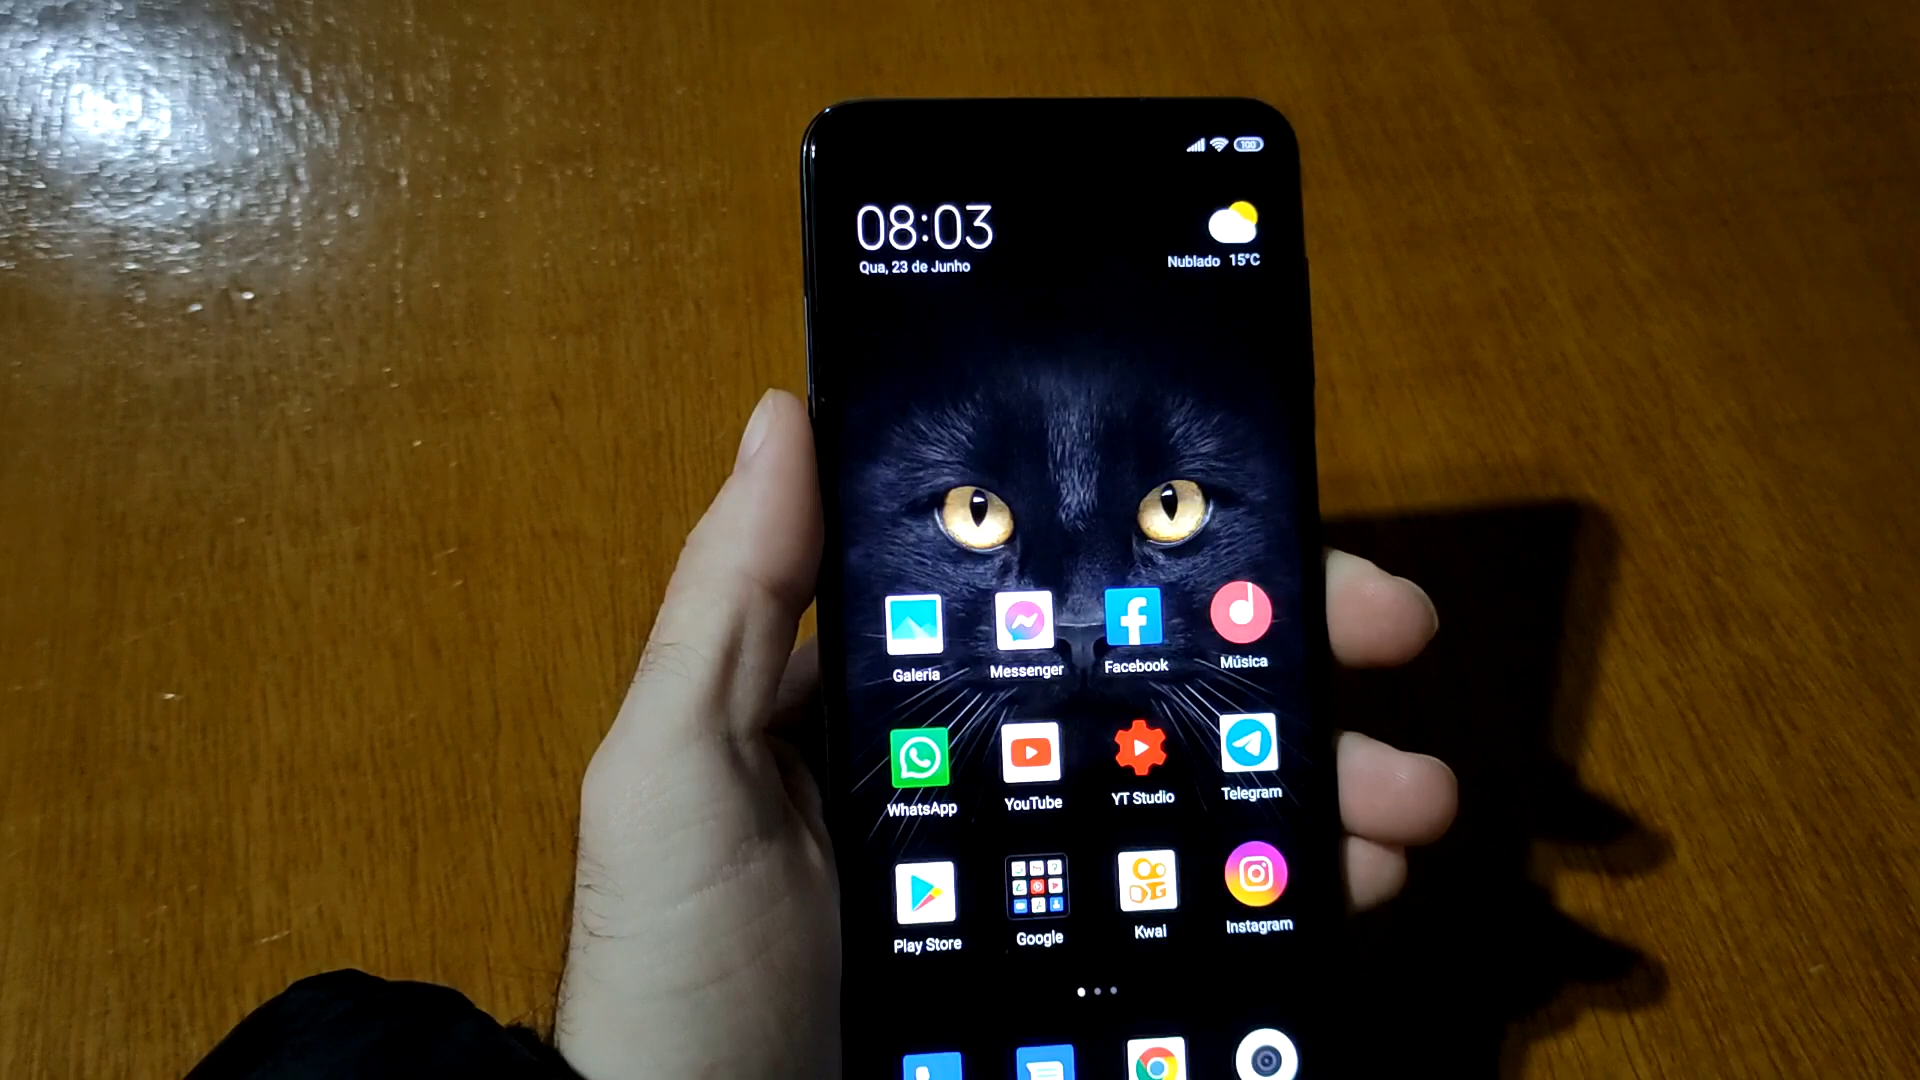 100
08:03
Qua, 23 de Junho
Nublado 15°C
Galeria Messenger Facebook Música
WhatsApp YouTube YT Studio Telegram
Play Store Google Kwai Instagram